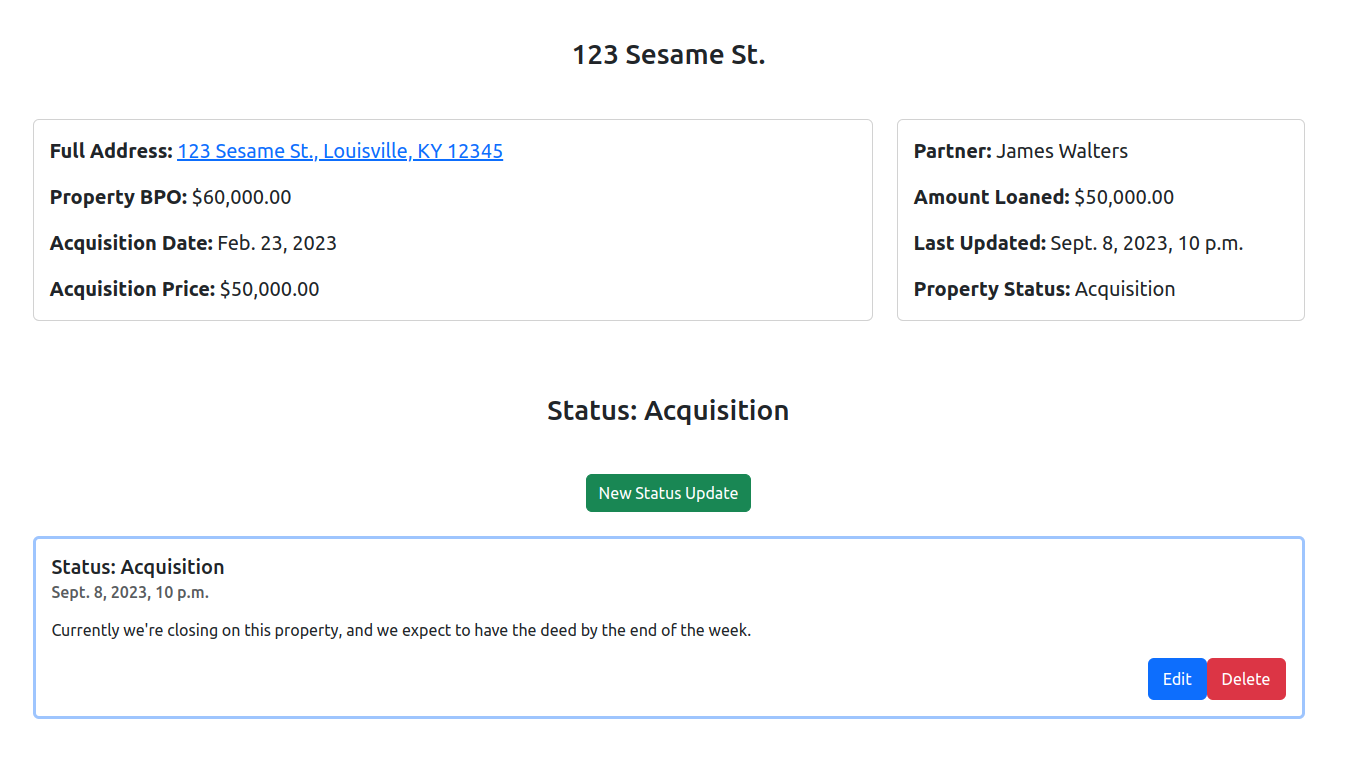 123 Sesame St.
Full Address: 123 Sesame St., Louisville, KY 12345
Property BPO: $60,000.00
Acquisition Date: Feb. 23, 2023
Acquisition Price: $50,000.00
Partner: James Walters
Amount Loaned: $50,000.00
Last Updated: Sept. 8, 2023, 10 p.m.
Property Status: Acquisition
Status: Acquisition
New Status Update
Status: Acquisition
Sept. 8, 2023, 10 p.m.
Currently we're closing on this property, and we expect to have the deed by the end of the week.
Edit Delete